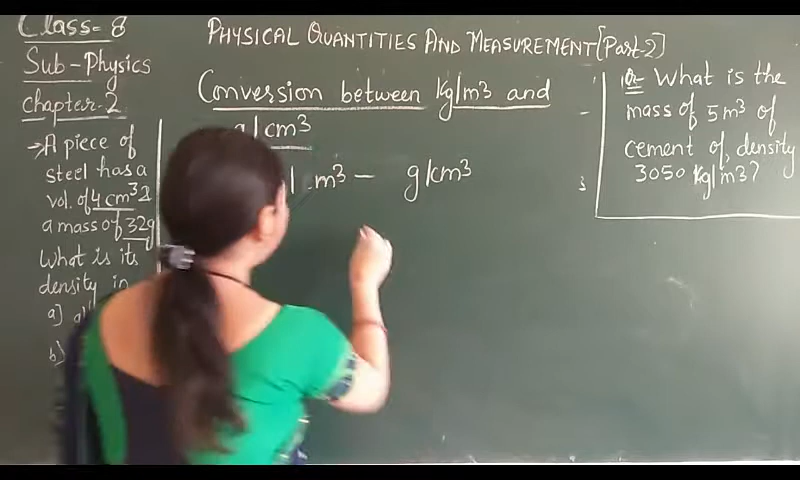 Class-8
Sub-Physics
chapter-2
→A piece of
steel has a
vol. of 4 cm³ &
a mass of 32g
What is its
density in
a]
b]
PHYSICAL QUANTITIES AND MEASUREMENT [Part-2]
Conversion between kg/m³ and
g/cm³
m³ — g/cm³
Q- What is the
mass of 5 m³ of
cement of, density
3050 kg/m³?